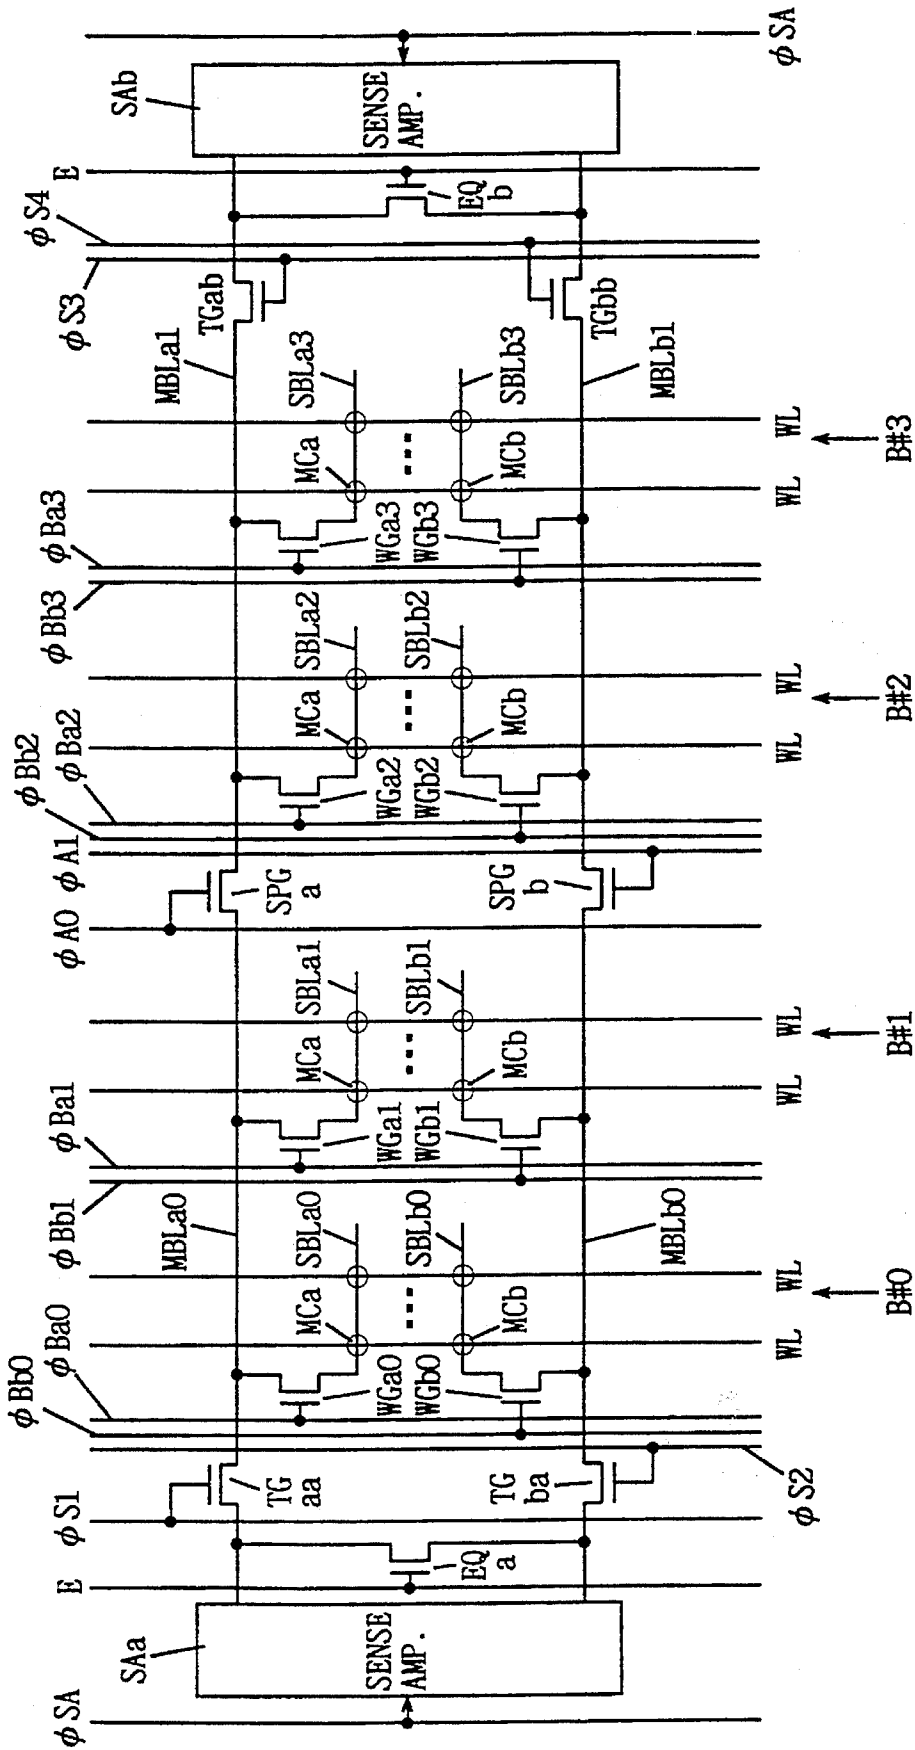 φSA
SAa
SENSE
AMP.
E
EQ
a
φS1
TG
aa
TG
ba
φS2
φBb0
φBa0
WGa0
WGb0
MCa
MCb
SBLa0
SBLb0
MBLa0
MBLb0
WL
WL
B#0
φBb1
φBa1
WGa1
WGb1
MCa
MCb
SBLa1
SBLb1
WL
WL
B#1
φA0
SPG
a
SPG
b
φA1
φBb2
φBa2
WGa2
WGb2
MCa
MCb
SBLa2
SBLb2
WL
WL
B#2
φBb3
φBa3
WGa3
WGb3
MCa
MCb
SBLa3
SBLb3
WL
WL
B#3
MBLa1
MBLb1
TGab
TGbb
φS3
φS4
E
EQ
b
SAb
SENSE
AMP.
φSA